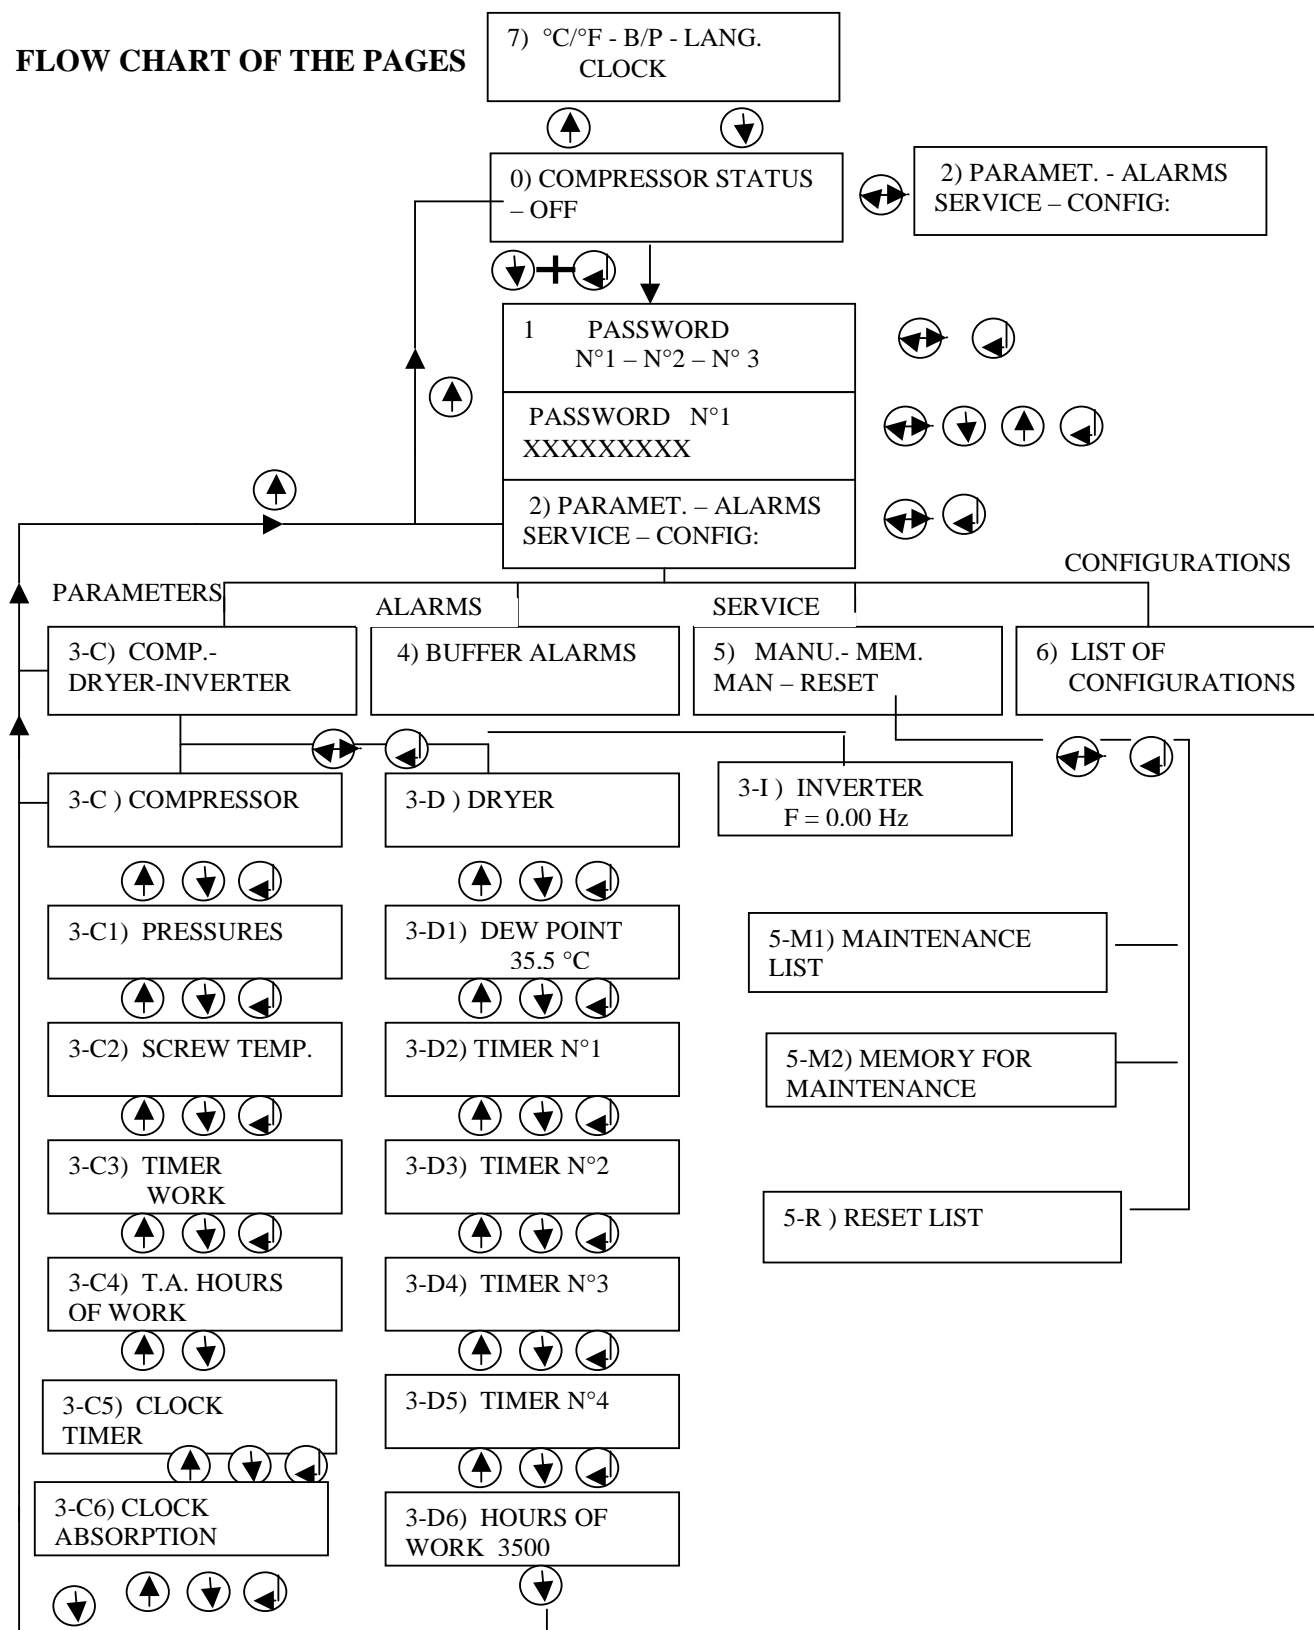 FLOW CHART OF THE PAGES
7) °C/°F - B/P - LANG.
CLOCK
0) COMPRESSOR STATUS
– OFF
2) PARAMET. - ALARMS
SERVICE – CONFIG:
1 PASSWORD
N°1 – N°2 – N° 3
PASSWORD N°1
XXXXXXXXX
2) PARAMET. – ALARMS
SERVICE – CONFIG:
CONFIGURATIONS
PARAMETERS
ALARMS
SERVICE
3-C) COMP.-
DRYER-INVERTER
4) BUFFER ALARMS
5) MANU.- MEM.
MAN – RESET
6) LIST OF
CONFIGURATIONS
3-C ) COMPRESSOR
3-D ) DRYER
3-I ) INVERTER
F = 0.00 Hz
3-C1) PRESSURES
3-D1) DEW POINT
35.5 °C
5-M1) MAINTENANCE
LIST
3-C2) SCREW TEMP.
3-D2) TIMER N°1
5-M2) MEMORY FOR
MAINTENANCE
3-C3) TIMER
WORK
3-D3) TIMER N°2
5-R ) RESET LIST
3-C4) T.A. HOURS
OF WORK
3-D4) TIMER N°3
3-C5) CLOCK
TIMER
3-D5) TIMER N°4
3-C6) CLOCK
ABSORPTION
3-D6) HOURS OF
WORK 3500